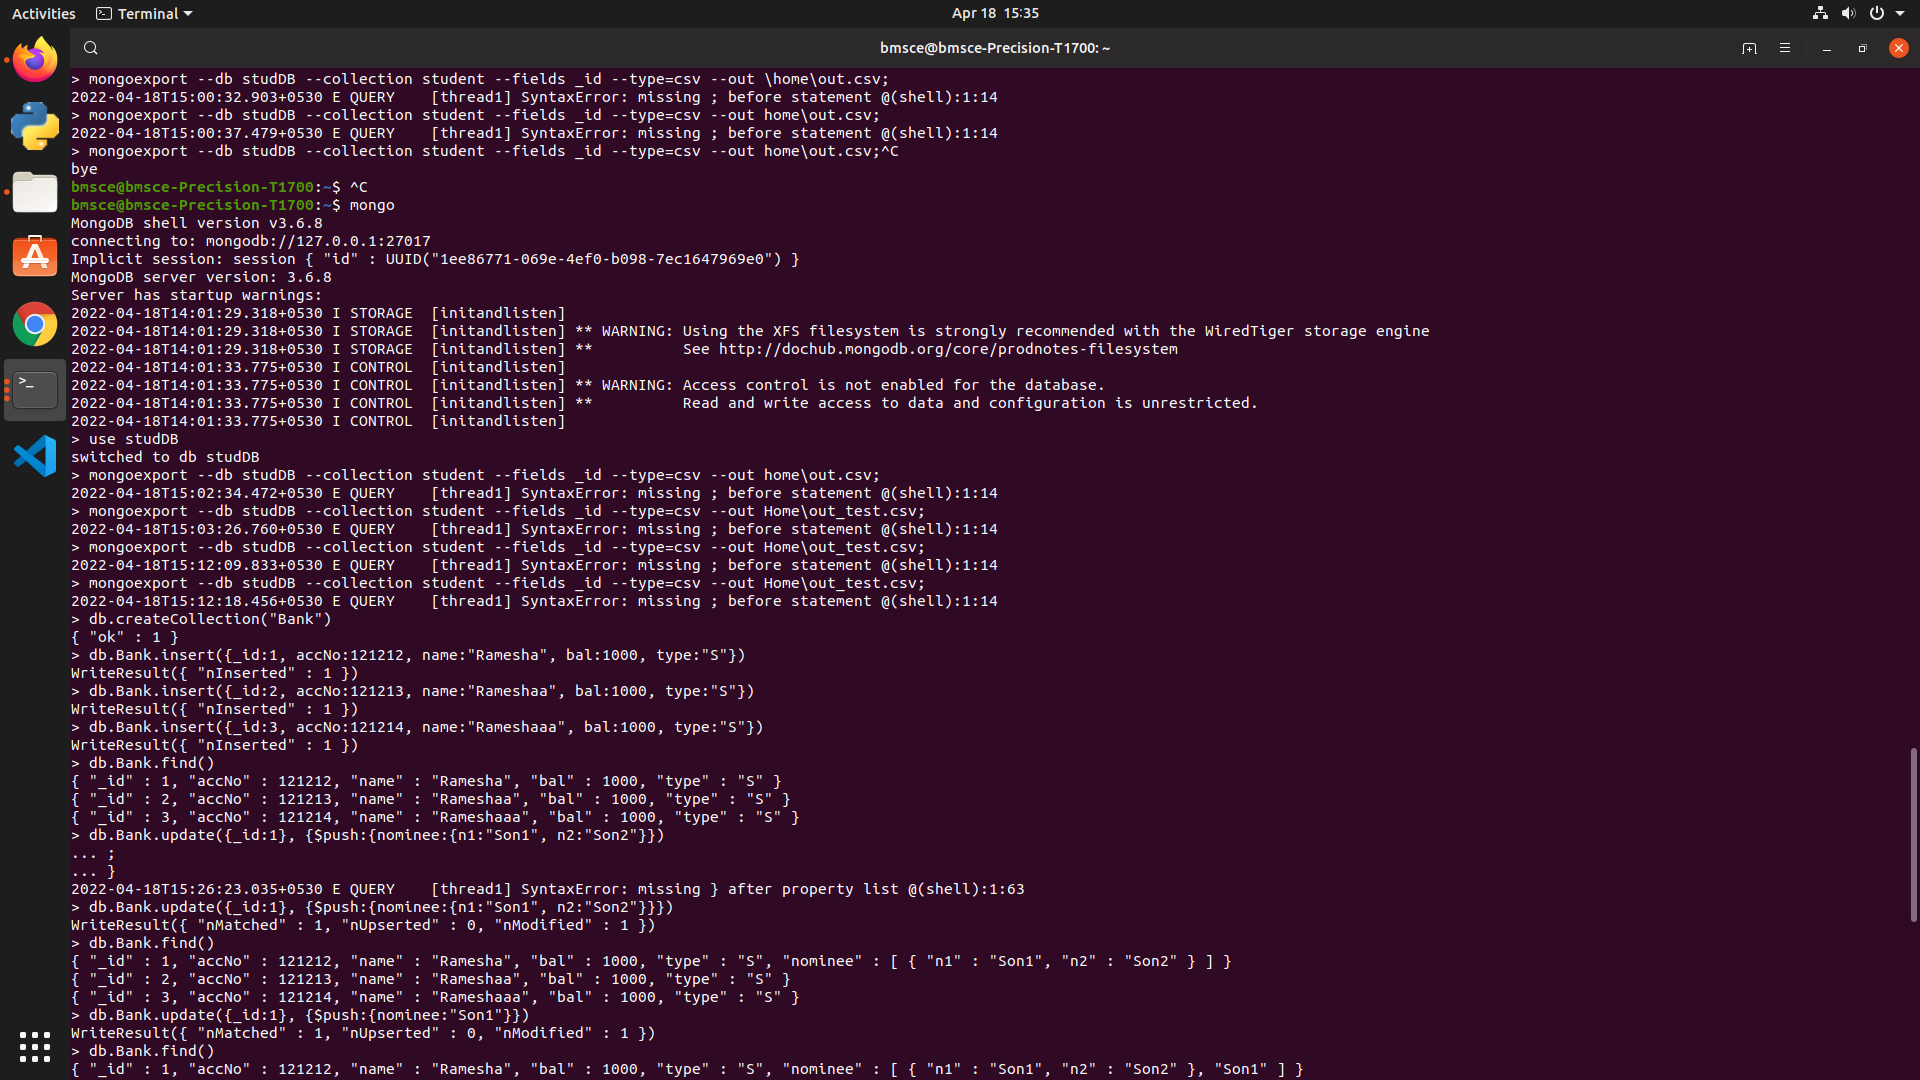 Activities Terminal Apr 18 15:35
bmsce@bmsce-Precision-T1700: ~
> mongoexport --db studDB --collection student --fields _id --type=csv --out \home\out.csv;
2022-04-18T15:00:32.903+0530 E QUERY    [thread1] SyntaxError: missing ; before statement @(shell):1:14
> mongoexport --db studDB --collection student --fields _id --type=csv --out home\out.csv;
2022-04-18T15:00:37.479+0530 E QUERY    [thread1] SyntaxError: missing ; before statement @(shell):1:14
> mongoexport --db studDB --collection student --fields _id --type=csv --out home\out.csv;^C
bye
bmsce@bmsce-Precision-T1700:~$ ^C
bmsce@bmsce-Precision-T1700:~$ mongo
MongoDB shell version v3.6.8
connecting to: mongodb://127.0.0.1:27017
Implicit session: session { "id" : UUID("1ee86771-069e-4ef0-b098-7ec1647969e0") }
MongoDB server version: 3.6.8
Server has startup warnings:
2022-04-18T14:01:29.318+0530 I STORAGE  [initandlisten]
2022-04-18T14:01:29.318+0530 I STORAGE  [initandlisten] ** WARNING: Using the XFS filesystem is strongly recommended with the WiredTiger storage engine
2022-04-18T14:01:29.318+0530 I STORAGE  [initandlisten] **          See http://dochub.mongodb.org/core/prodnotes-filesystem
2022-04-18T14:01:33.775+0530 I CONTROL  [initandlisten]
2022-04-18T14:01:33.775+0530 I CONTROL  [initandlisten] ** WARNING: Access control is not enabled for the database.
2022-04-18T14:01:33.775+0530 I CONTROL  [initandlisten] **          Read and write access to data and configuration is unrestricted.
2022-04-18T14:01:33.775+0530 I CONTROL  [initandlisten]
> use studDB
switched to db studDB
> mongoexport --db studDB --collection student --fields _id --type=csv --out home\out.csv;
2022-04-18T15:02:34.472+0530 E QUERY    [thread1] SyntaxError: missing ; before statement @(shell):1:14
> mongoexport --db studDB --collection student --fields _id --type=csv --out Home\out_test.csv;
2022-04-18T15:03:26.760+0530 E QUERY    [thread1] SyntaxError: missing ; before statement @(shell):1:14
> mongoexport --db studDB --collection student --fields _id --type=csv --out Home\out_test.csv;
2022-04-18T15:12:09.833+0530 E QUERY    [thread1] SyntaxError: missing ; before statement @(shell):1:14
> mongoexport --db studDB --collection student --fields _id --type=csv --out Home\out_test.csv;
2022-04-18T15:12:18.456+0530 E QUERY    [thread1] SyntaxError: missing ; before statement @(shell):1:14
> db.createCollection("Bank")
{ "ok" : 1 }
> db.Bank.insert({_id:1, accNo:121212, name:"Ramesha", bal:1000, type:"S"})
WriteResult({ "nInserted" : 1 })
> db.Bank.insert({_id:2, accNo:121213, name:"Rameshaa", bal:1000, type:"S"})
WriteResult({ "nInserted" : 1 })
> db.Bank.insert({_id:3, accNo:121214, name:"Rameshaaa", bal:1000, type:"S"})
WriteResult({ "nInserted" : 1 })
> db.Bank.find()
{ "_id" : 1, "accNo" : 121212, "name" : "Ramesha", "bal" : 1000, "type" : "S" }
{ "_id" : 2, "accNo" : 121213, "name" : "Rameshaa", "bal" : 1000, "type" : "S" }
{ "_id" : 3, "accNo" : 121214, "name" : "Rameshaaa", "bal" : 1000, "type" : "S" }
> db.Bank.update({_id:1}, {$push:{nominee:{n1:"Son1", n2:"Son2"}})
... ;
... }
2022-04-18T15:26:23.035+0530 E QUERY    [thread1] SyntaxError: missing } after property list @(shell):1:63
> db.Bank.update({_id:1}, {$push:{nominee:{n1:"Son1", n2:"Son2"}}})
WriteResult({ "nMatched" : 1, "nUpserted" : 0, "nModified" : 1 })
> db.Bank.find()
{ "_id" : 1, "accNo" : 121212, "name" : "Ramesha", "bal" : 1000, "type" : "S", "nominee" : [ { "n1" : "Son1", "n2" : "Son2" } ] }
{ "_id" : 2, "accNo" : 121213, "name" : "Rameshaa", "bal" : 1000, "type" : "S" }
{ "_id" : 3, "accNo" : 121214, "name" : "Rameshaaa", "bal" : 1000, "type" : "S" }
> db.Bank.update({_id:1}, {$push:{nominee:"Son1"}})
WriteResult({ "nMatched" : 1, "nUpserted" : 0, "nModified" : 1 })
> db.Bank.find()
{ "_id" : 1, "accNo" : 121212, "name" : "Ramesha", "bal" : 1000, "type" : "S", "nominee" : [ { "n1" : "Son1", "n2" : "Son2" }, "Son1" ] }